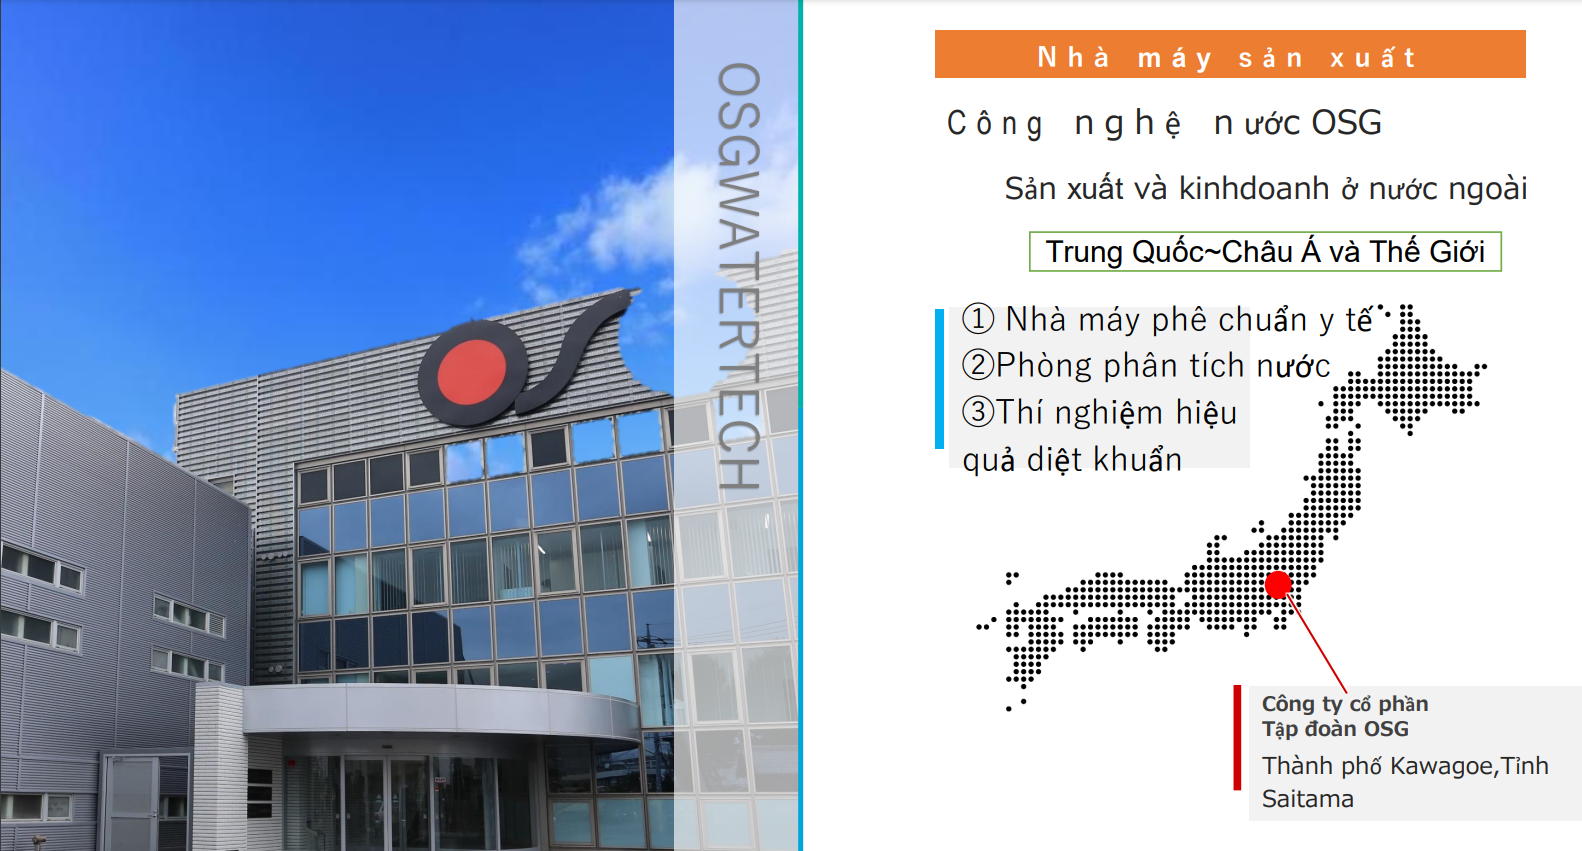 OSGWATERTECH
Nhà máy sản xuất
Công nghệ nước OSG
Sản xuất và kinhdoanh ở nước ngoài
Trung Quốc~Châu Á và Thế Giới
① Nhà máy phê chuẩn y tế
②Phòng phân tích nước
③Thí nghiệm hiệu
quả diệt khuẩn
Công ty cổ phần
Tập đoàn OSG
Thành phố Kawagoe,Tỉnh
Saitama